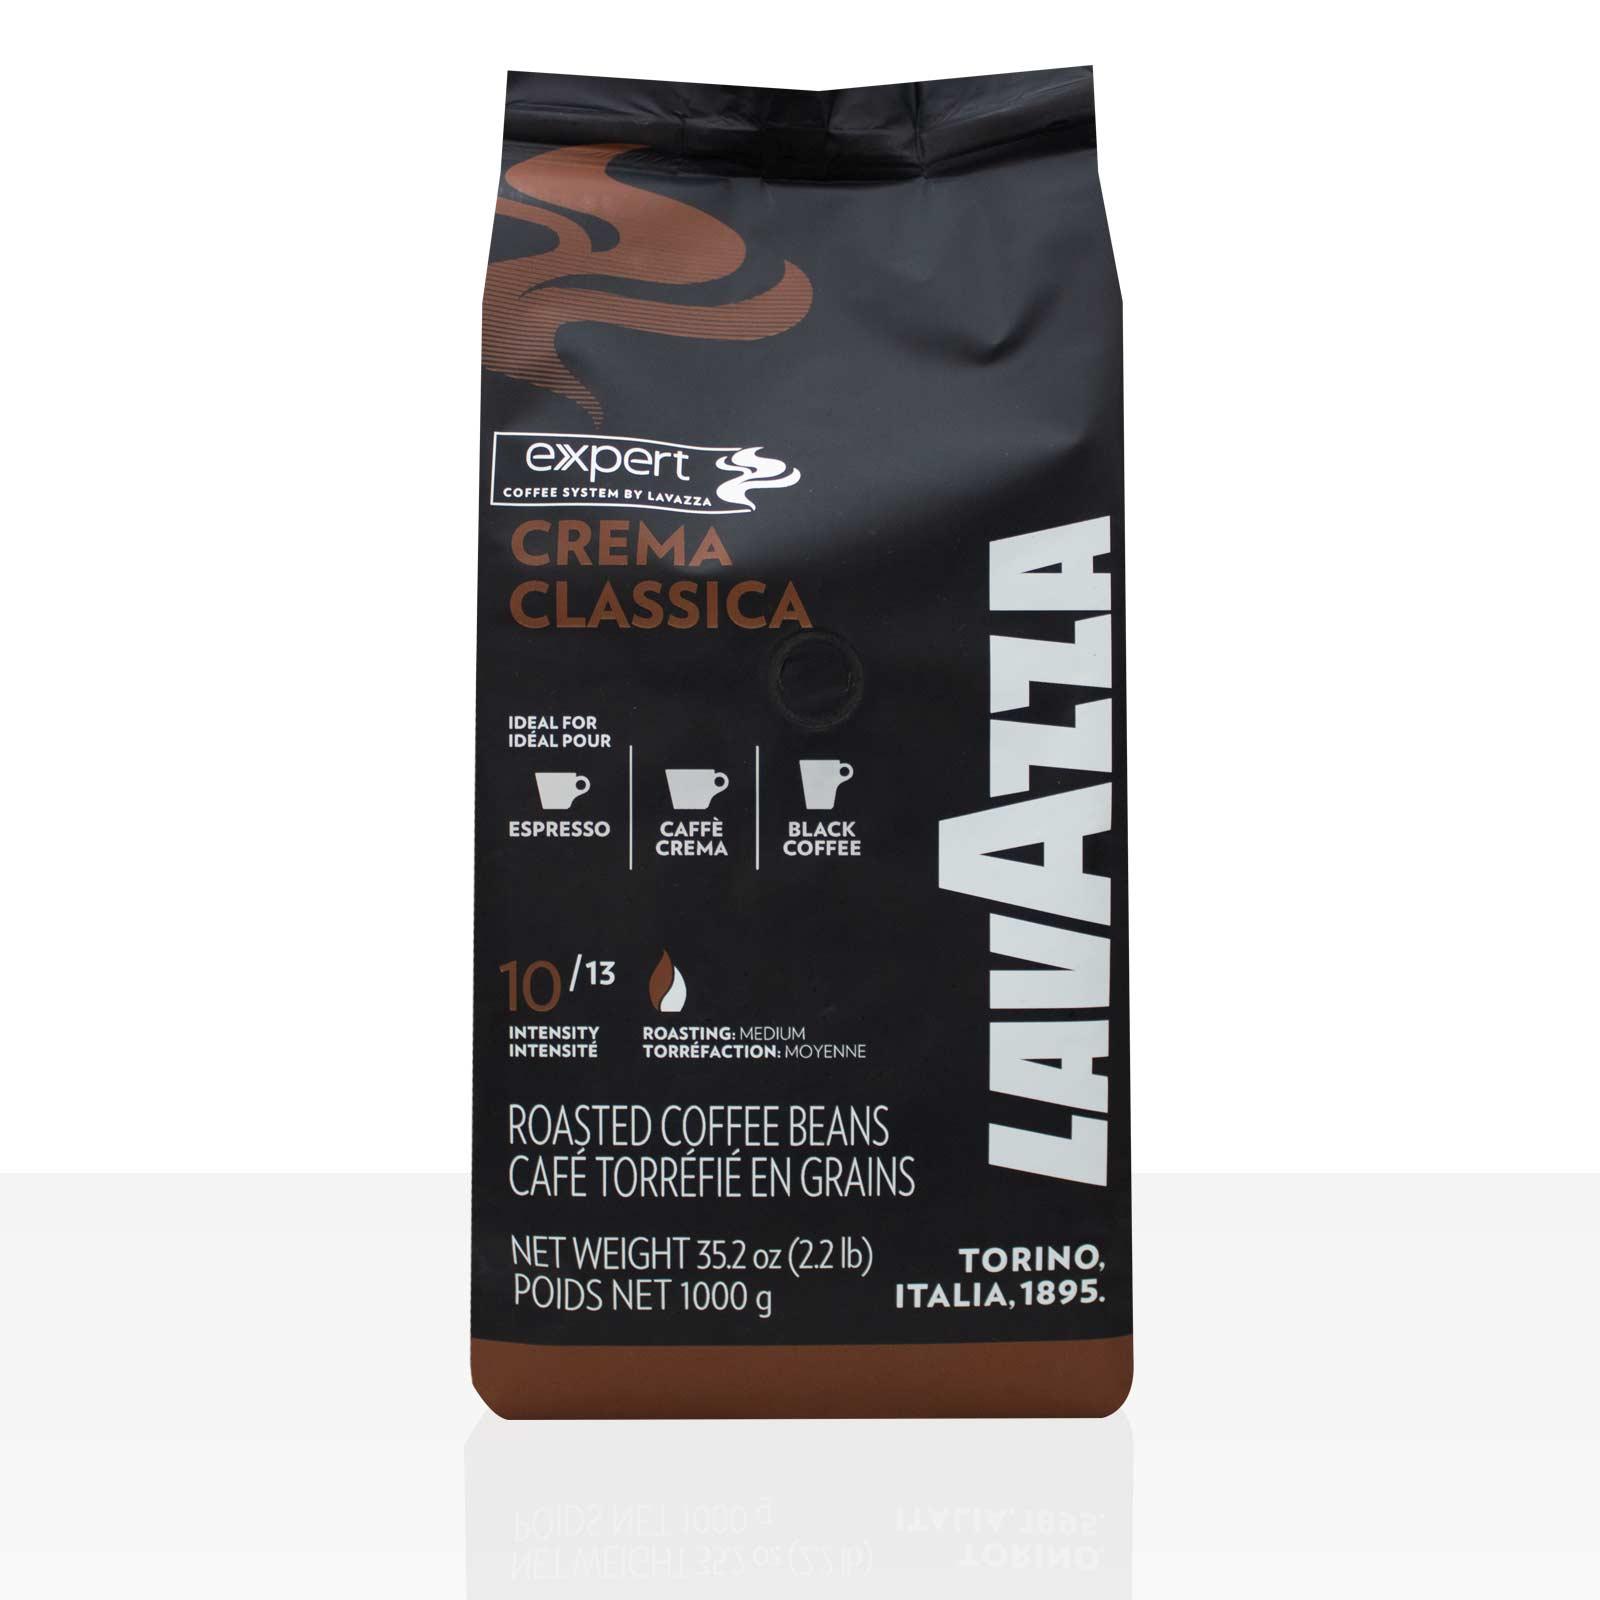 expert
COFFEE SYSTEM BY LAVAZZA
CREMA
CLASSICA
IDEAL FOR
IDÉAL POUR
ESPRESSO
CAFFÈ
CREMA
BLACK
COFFEE
10/13
INTENSITY
INTENSITÉ
ROASTING: MEDIUM
TORRÉFACTION: MOYENNE
ROASTED COFFEE BEANS
CAFÉ TORRÉFIÉ EN GRAINS
NET WEIGHT 35.2 oz (2.2 lb)
POIDS NET 1000 g
LAVAZZA
TORINO,
ITALIA, 1895.